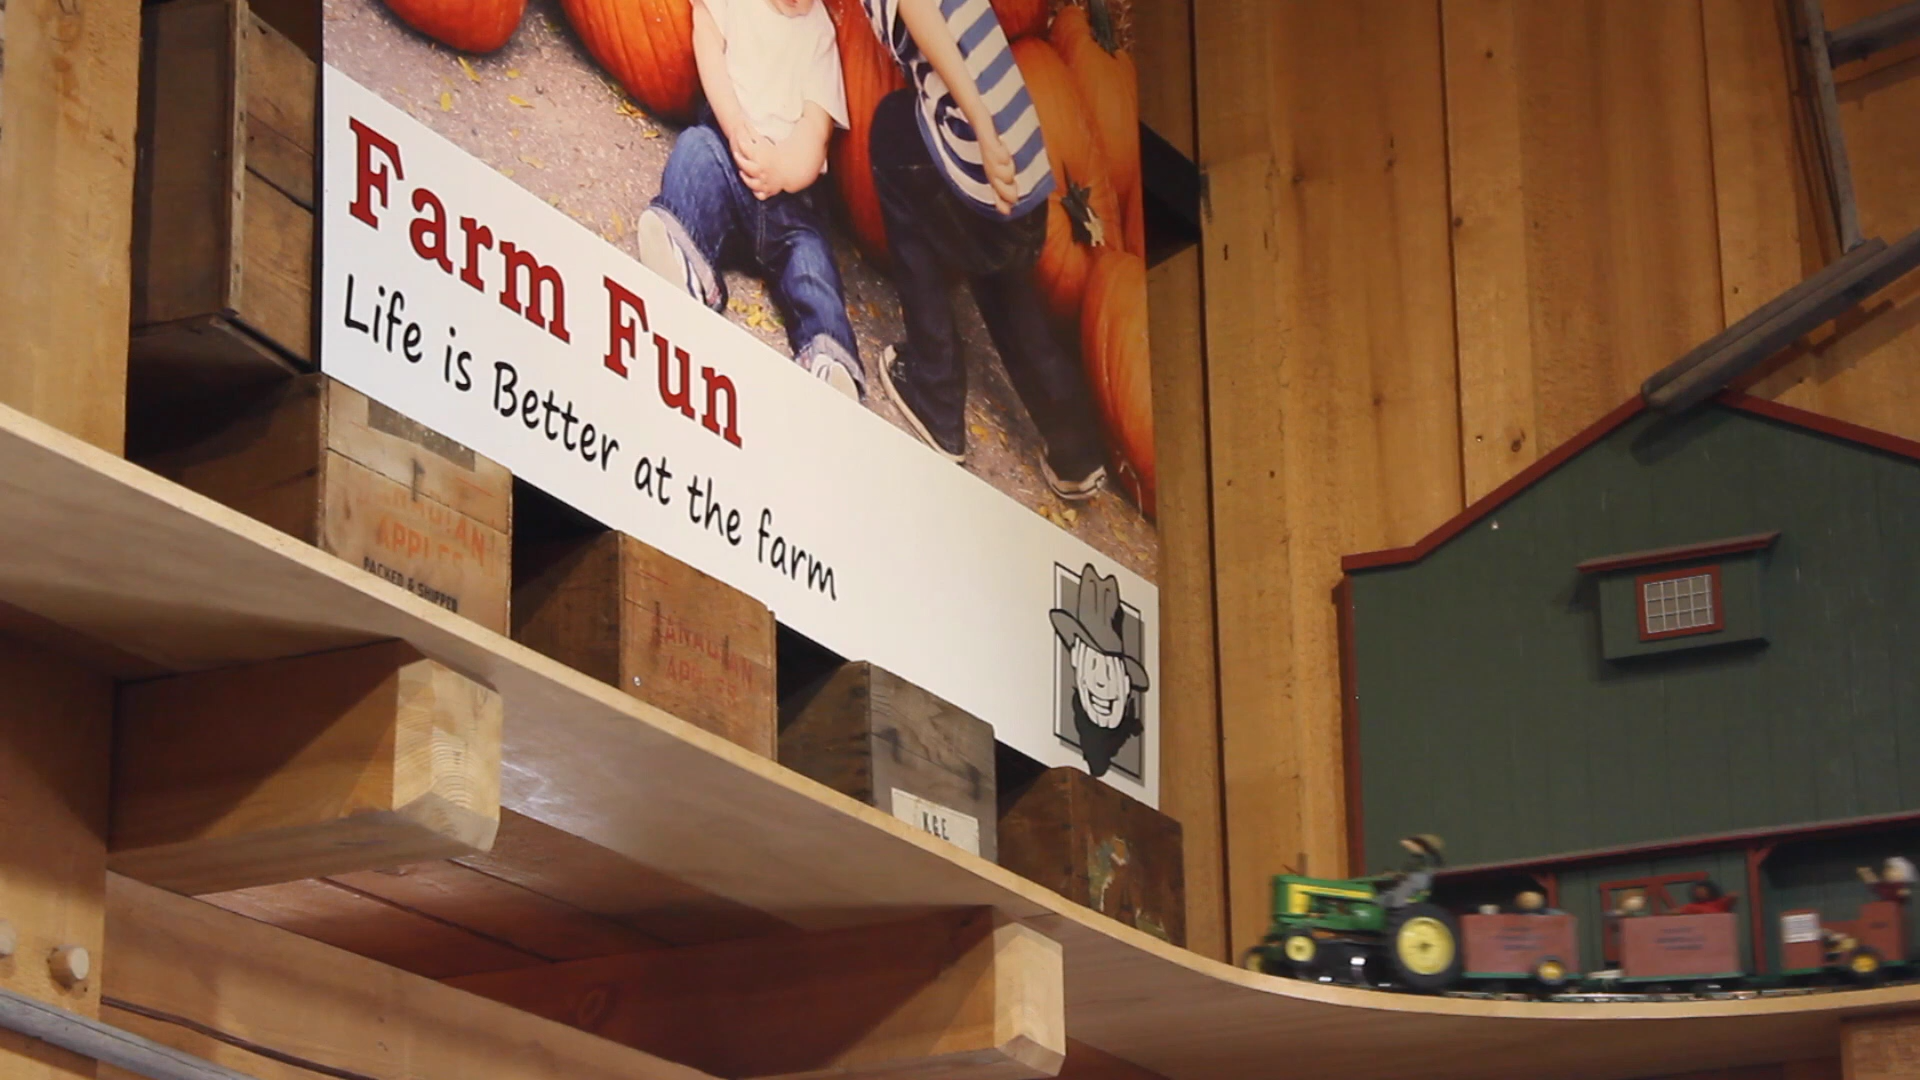 Farm Fun
Life is Better at the farm
CANADIAN
APPLES
PACKED & SHIPPED
CANADIAN
APPLES
K.G.E.